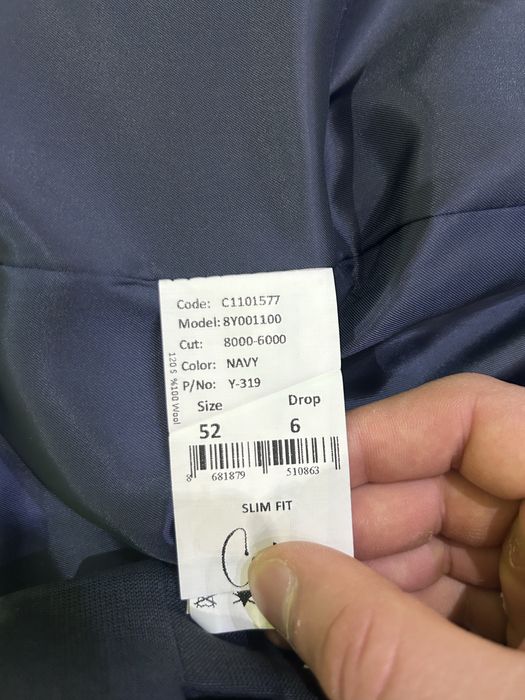 Code: C1101577
Model: 8Y001100
Cut: 8000-6000
Color: NAVY
P/No: Y-319
120 S %100 Wool
Size Drop
52 6
8 681879 510863
SLIM FIT